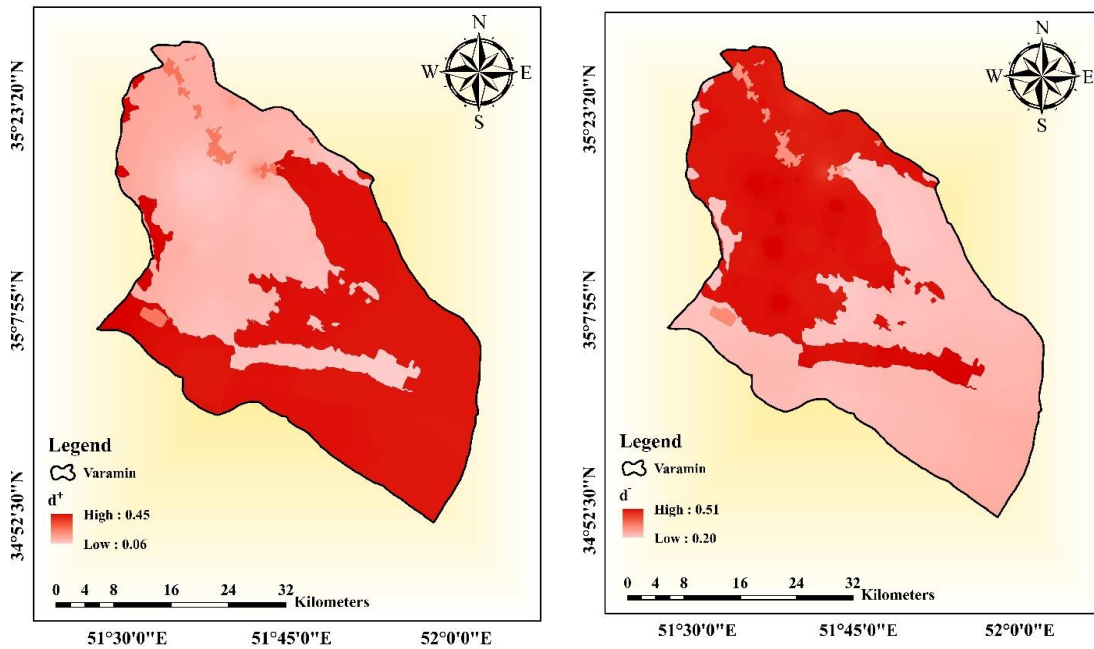 N
W E
S
35°23'20"N
35°7'55"N
34°52'30"N
Legend
Varamin
d+
High : 0.45
Low : 0.06
0 4 8 16 24 32
Kilometers
51°30'0"E 51°45'0"E 52°0'0"E
N
W E
S
35°23'20"N
35°7'55"N
34°52'30"N
Legend
Varamin
d-
High : 0.51
Low : 0.20
0 4 8 16 24 32
Kilometers
51°30'0"E 51°45'0"E 52°0'0"E